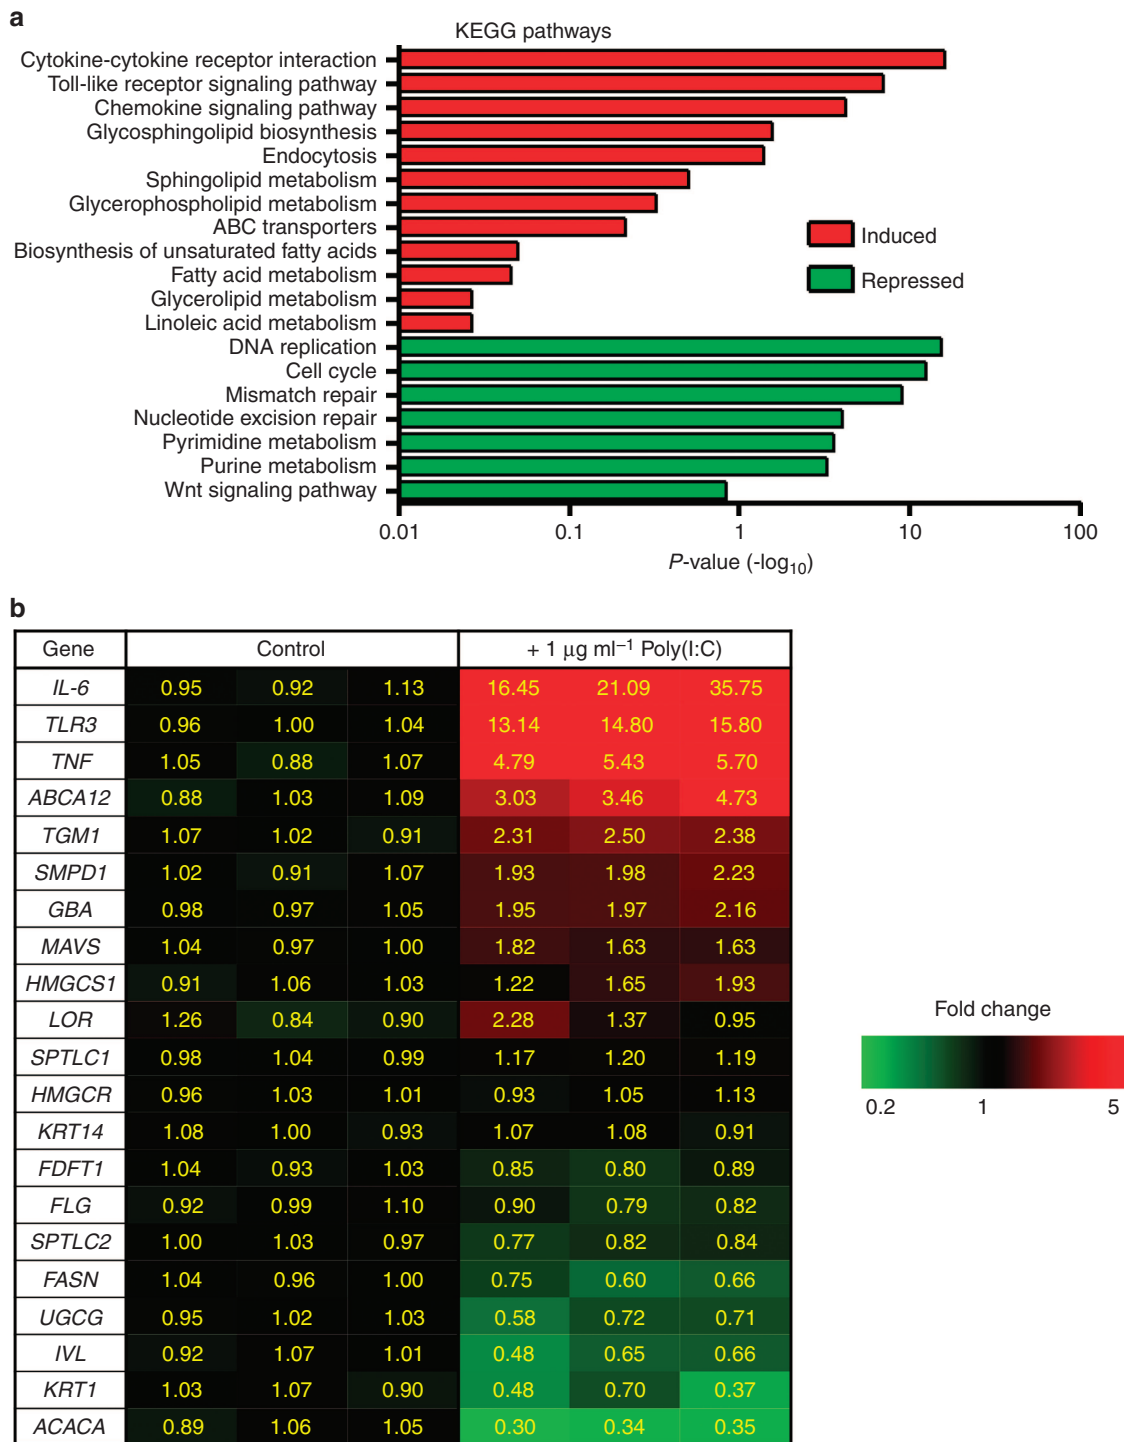 a
KEGG pathways
Cytokine-cytokine receptor interaction
Toll-like receptor signaling pathway
Chemokine signaling pathway
Glycosphingolipid biosynthesis
Endocytosis
Sphingolipid metabolism
Glycerophospholipid metabolism
ABC transporters
Biosynthesis of unsaturated fatty acids
Fatty acid metabolism
Glycerolipid metabolism
Linoleic acid metabolism
DNA replication
Cell cycle
Mismatch repair
Nucleotide excision repair
Pyrimidine metabolism
Purine metabolism
Wnt signaling pathway
Induced
Repressed
0.01 0.1 1 10 100
P-value (-log₁₀)
b
Gene Control + 1 µg ml⁻¹ Poly(I:C)
IL-6 0.95 0.92 1.13 16.45 21.09 35.75
TLR3 0.96 1.00 1.04 13.14 14.80 15.80
TNF 1.05 0.88 1.07 4.79 5.43 5.70
ABCA12 0.88 1.03 1.09 3.03 3.46 4.73
TGM1 1.07 1.02 0.91 2.31 2.50 2.38
SMPD1 1.02 0.91 1.07 1.93 1.98 2.23
GBA 0.98 0.97 1.05 1.95 1.97 2.16
MAVS 1.04 0.97 1.00 1.82 1.63 1.63
HMGCS1 0.91 1.06 1.03 1.22 1.65 1.93
LOR 1.26 0.84 0.90 2.28 1.37 0.95
SPTLC1 0.98 1.04 0.99 1.17 1.20 1.19
HMGCR 0.96 1.03 1.01 0.93 1.05 1.13
KRT14 1.08 1.00 0.93 1.07 1.08 0.91
FDFT1 1.04 0.93 1.03 0.85 0.80 0.89
FLG 0.92 0.99 1.10 0.90 0.79 0.82
SPTLC2 1.00 1.03 0.97 0.77 0.82 0.84
FASN 1.04 0.96 1.00 0.75 0.60 0.66
UGCG 0.95 1.02 1.03 0.58 0.72 0.71
IVL 0.92 1.07 1.01 0.48 0.65 0.66
KRT1 1.03 1.07 0.90 0.48 0.70 0.37
ACACA 0.89 1.06 1.05 0.30 0.34 0.35
Fold change
0.2 1 5